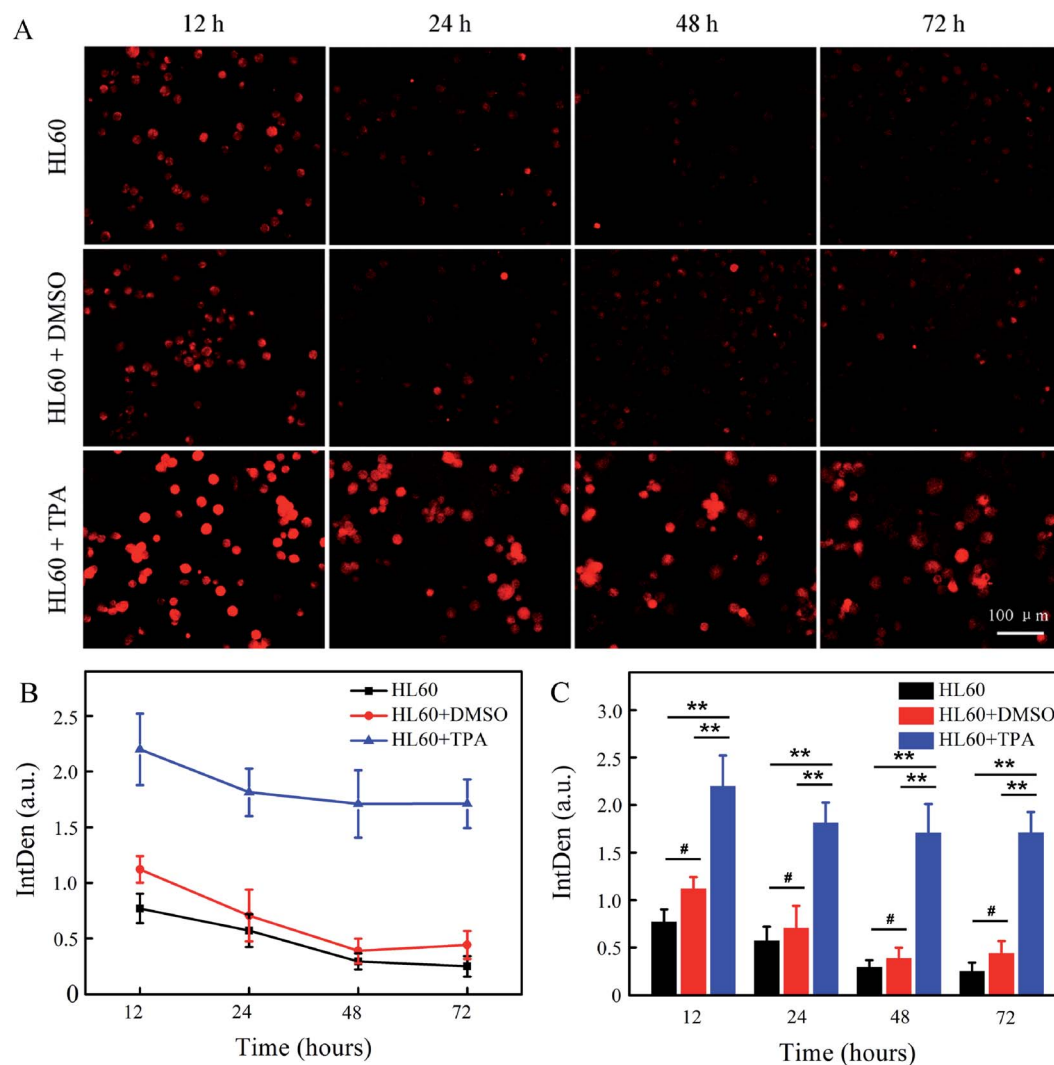 A
12 h 24 h 48 h 72 h
HL60
HL60 + DMSO
HL60 + TPA
100 μm
B
HL60
HL60+DMSO
HL60+TPA
2.5
2.0
1.5
1.0
0.5
0
IntDen (a.u.)
12 24 48 72
Time (hours)
C
HL60
HL60+DMSO
HL60+TPA
3.0
2.5
2.0
1.5
1.0
0.5
0
IntDen (a.u.)
**
**
#
**
**
#
**
**
#
**
**
#
12 24 48 72
Time (hours)